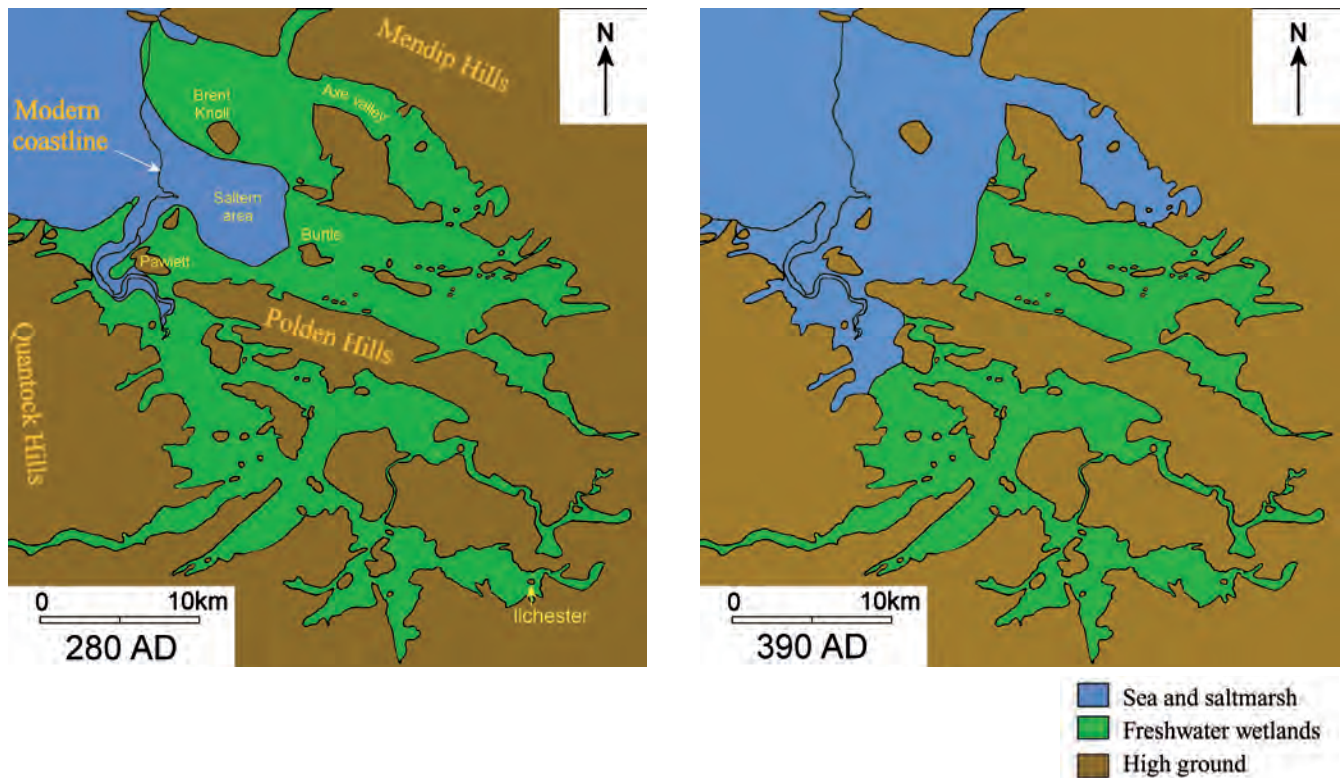 Mendip Hills
N
Modern
coastline
Brent
Knoll
Axe valley
Saltern
area
Burtle
Pawlett
Polden Hills
Quantock Hills
Ilchester
0 10km
280 AD
N
0 10km
390 AD
Sea and saltmarsh
Freshwater wetlands
High ground